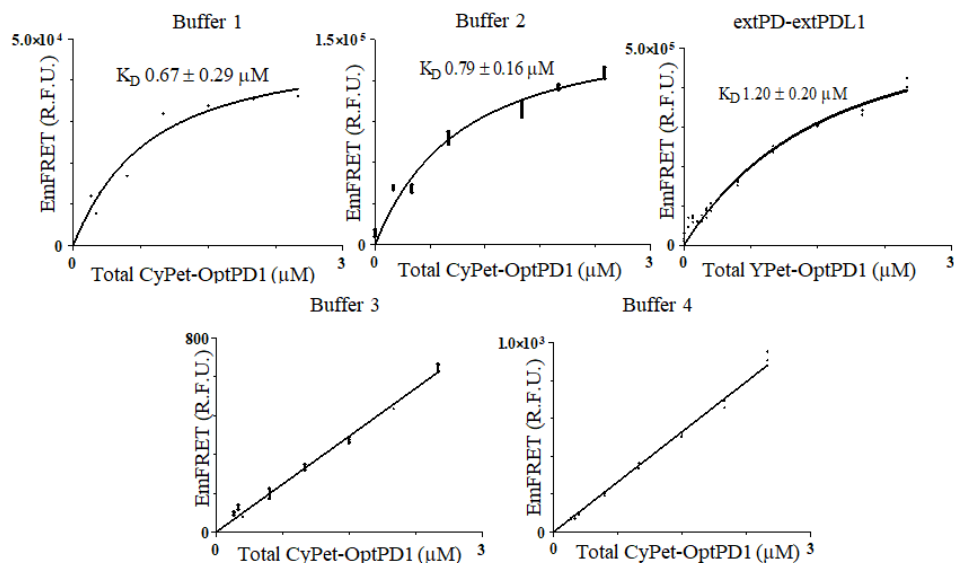 Buffer 1
5.0×10⁴
K_D 0.67 ± 0.29 μM
EmFRET (R.F.U.)
0
0
3
Total CyPet-OptPD1 (μM)
Buffer 2
1.5×10⁵
K_D 0.79 ± 0.16 μM
EmFRET (R.F.U.)
0
0
3
Total CyPet-OptPD1 (μM)
extPD-extPDL1
5.0×10⁵
K_D 1.20 ± 0.20 μM
EmFRET (R.F.U.)
0
0
3
Total YPet-OptPD1 (μM)
Buffer 3
800
EmFRET (R.F.U.)
0
0
3
Total CyPet-OptPD1 (μM)
Buffer 4
1.0×10³
EmFRET (R.F.U.)
0
0
3
Total CyPet-OptPD1 (μM)